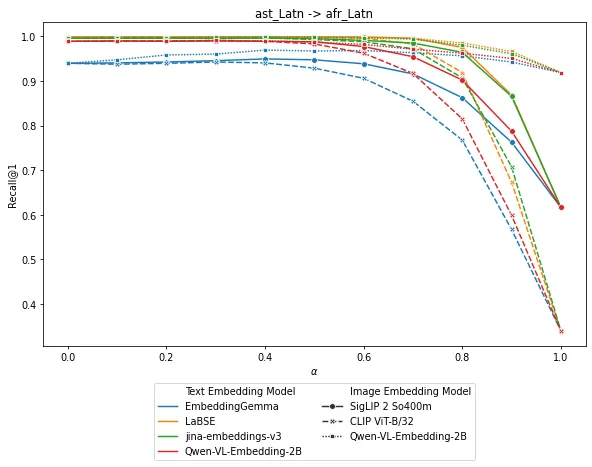 ast_Latn -> afr_Latn
Recall@1
1.0
0.9
0.8
0.7
0.6
0.5
0.4
0.0 0.2 0.4 0.6 0.8 1.0
α
Text Embedding Model
EmbeddingGemma
LaBSE
jina-embeddings-v3
Qwen-VL-Embedding-2B
Image Embedding Model
SigLIP 2 So400m
CLIP ViT-B/32
Qwen-VL-Embedding-2B